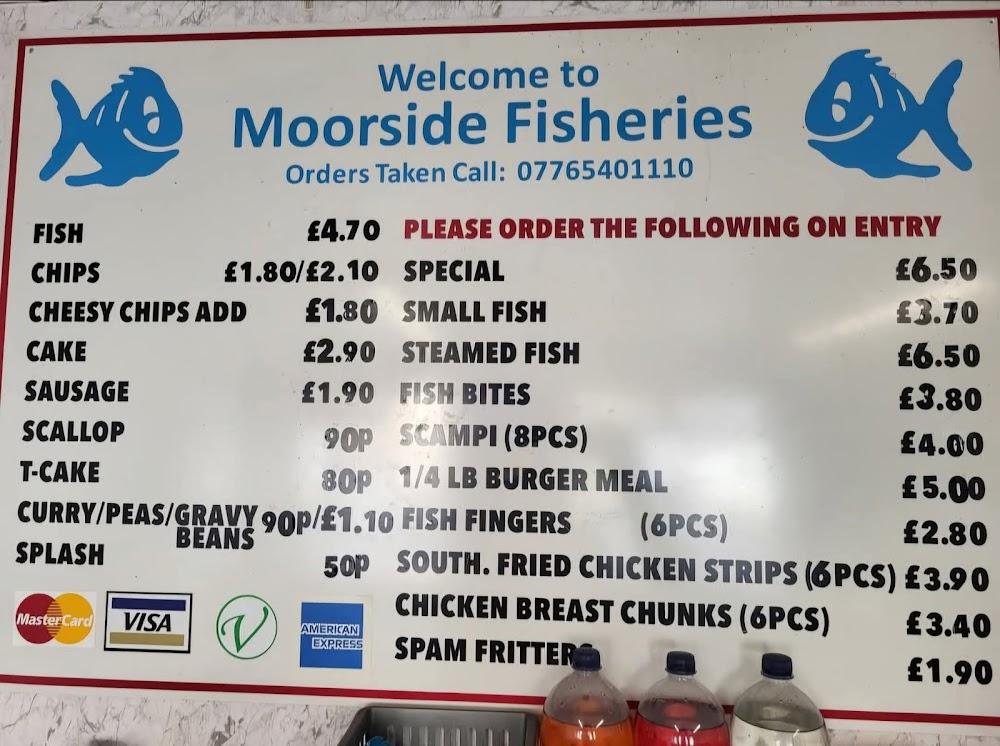 Welcome to
Moorside Fisheries
Orders Taken Call: 07765401110
FISH £4.70
CHIPS £1.80/£2.10
CHEESY CHIPS ADD £1.80
CAKE £2.90
SAUSAGE £1.90
SCALLOP 90p
T-CAKE 80p
CURRY/PEAS/GRAVY 90p/£1.10
BEANS
SPLASH 50p
MasterCard
VISA
V
AMERICAN
EXPRESS
PLEASE ORDER THE FOLLOWING ON ENTRY
SPECIAL £6.50
SMALL FISH £3.70
STEAMED FISH £6.50
FISH BITES £3.80
SCAMPI (8PCS) £4.00
1/4 LB BURGER MEAL £5.00
FISH FINGERS (6PCS) £2.80
SOUTH. FRIED CHICKEN STRIPS (6PCS) £3.90
CHICKEN BREAST CHUNKS (6PCS) £3.40
SPAM FRITTERS £1.90